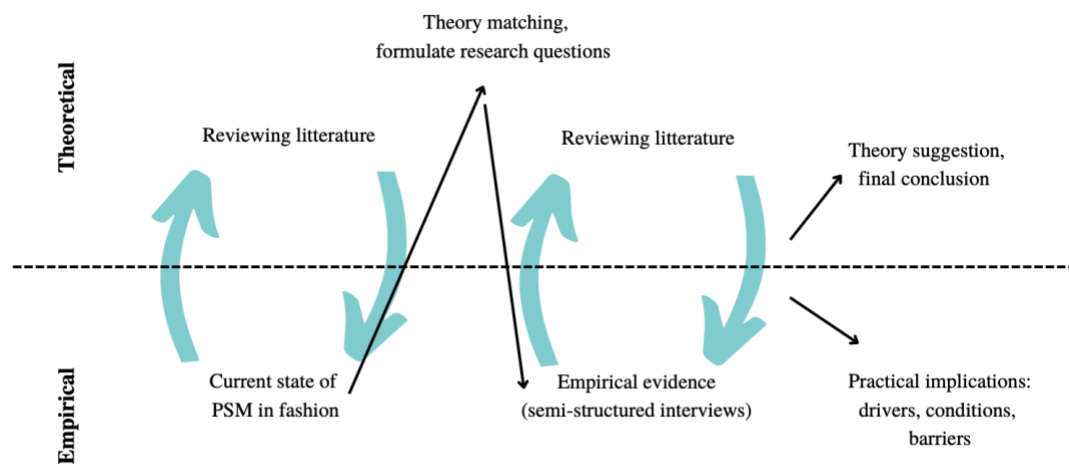 Theory matching,
formulate research questions
Theoretical
Reviewing litterature
Reviewing litterature
Theory suggestion,
final conclusion
Empirical
Current state of
PSM in fashion
Empirical evidence
(semi-structured interviews)
Practical implications:
drivers, conditions,
barriers